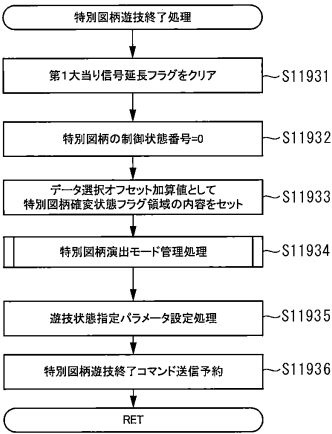 特別図柄遊技終了処理
第1大当り信号延長フラグをクリア
S11931
特別図柄の制御状態番号=0
S11932
データ選択オフセット加算値として
特別図柄確変状態フラグ領域の内容をセット
S11933
特別図柄演出モード管理処理
S11934
遊技状態指定パラメータ設定処理
S11935
特別図柄遊技終了コマンド送信予約
S11936
RET